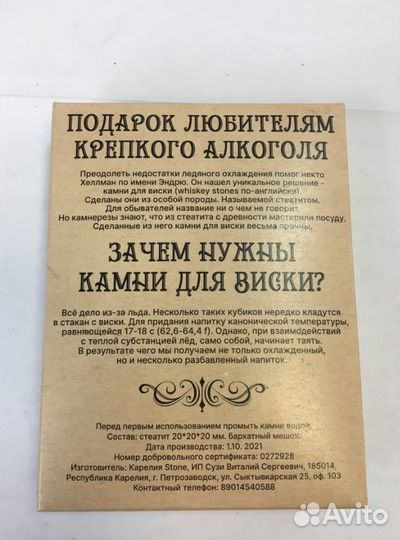 ПОДАРОК ЛЮБИТЕЛЯМ
КРЕПКОГО АЛКОГОЛЯ
Преодолеть недостатки ледяного охлаждения помог некто
Хеллман по имени Эндрю. Он нашел уникальное решение -
камни для виски (whiskey stones по-английски).
Сделаны они из особой породы. Называемой стеатитом.
Для обывателей название ни о чем не говорит.
Но камнерезы знают, что из стеатита с древности мастерили посуду.
Сделанные из него камни для виски весьма прочны.
ЗАЧЕМ НУЖНЫ
КАМНИ ДЛЯ ВИСКИ?
Всё дело из-за льда. Несколько таких кубиков нередко кладутся
в стакан с виски. Для придания напитку канонической температуры,
равняющейся 17-18 с (62,6-64,4 f). Однако, при взаимодействии
с теплой субстанцией лёд, само собой, начинает таять.
В результате чего мы получаем не только охлажденный,
но и несколько разбавленный напиток.
Перед первым использованием промыть камни водой.
Состав: стеатит 20*20*20 мм. бархатный мешок.
Дата производства: 1.10. 2021
Номер добровольного сертификата: 0272928
Изготовитель: Карелия Stone, ИП Сузи Виталий Сергеевич, 185014,
Республика Карелия, г. Петрозаводск, ул. Сыктывкарская 25, оф. 103
Контактный телефон: 89014540588
Avito